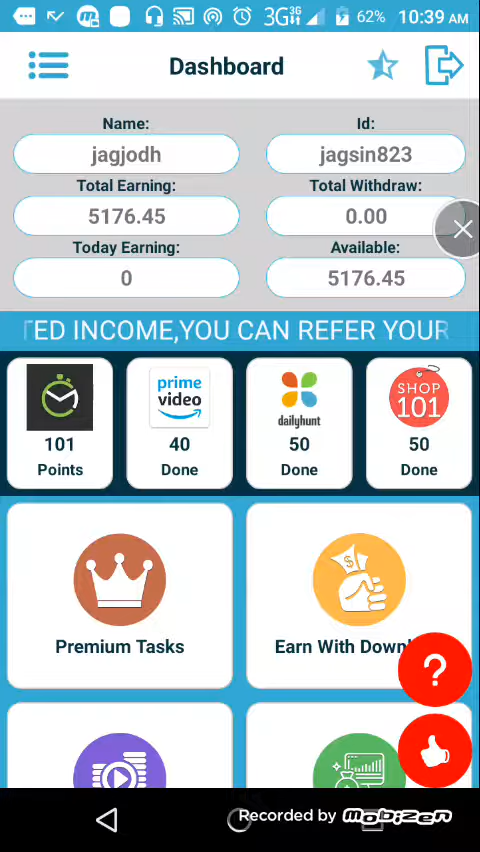 3G 3G 62% 10:39 AM
Dashboard
Name: Id:
jagjodh jagsin823
Total Earning: Total Withdraw:
5176.45 0.00
Today Earning: Available:
0 5176.45
TED INCOME,YOU CAN REFER YOUR
prime video
dailyhunt
SHOP 101
101 40 50 50
Points Done Done Done
Premium Tasks Earn With Downl
?
Recorded by MOBIZEN